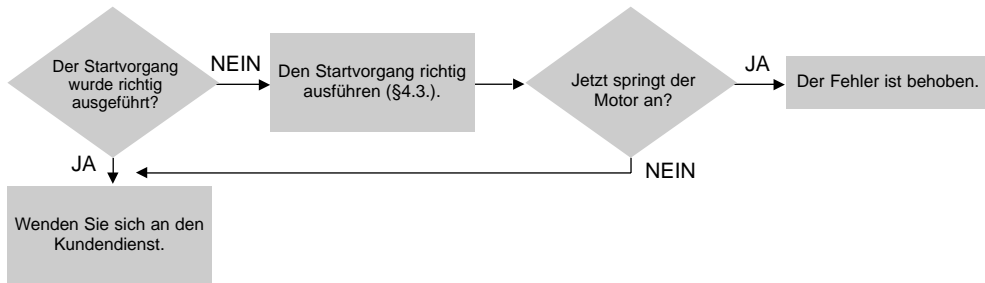 Der Startvorgang
wurde richtig
ausgeführt?
NEIN
Den Startvorgang richtig
ausführen (§4.3.).
Jetzt springt der
Motor an?
JA
Der Fehler ist behoben.
JA
NEIN
Wenden Sie sich an den
Kundendienst.